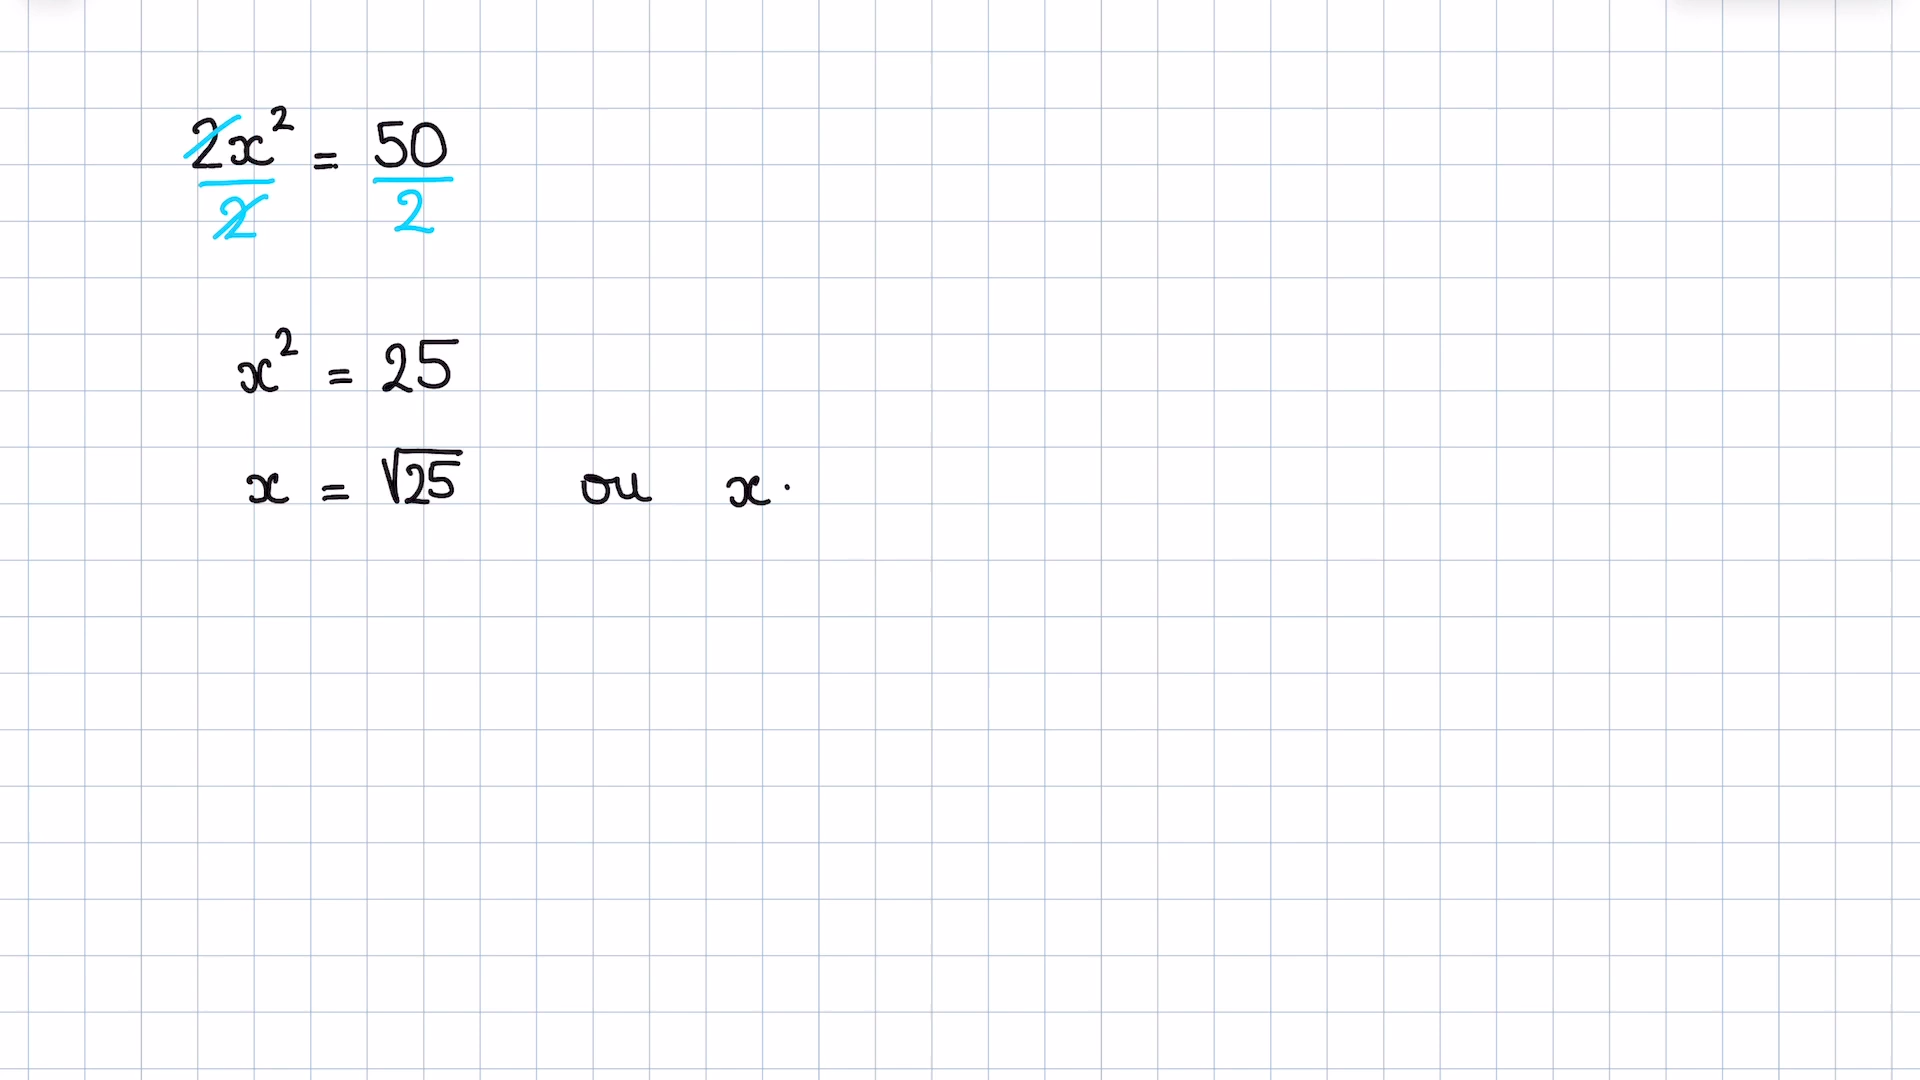 2x² = 50
2 2
x² = 25
x = √25 ou x